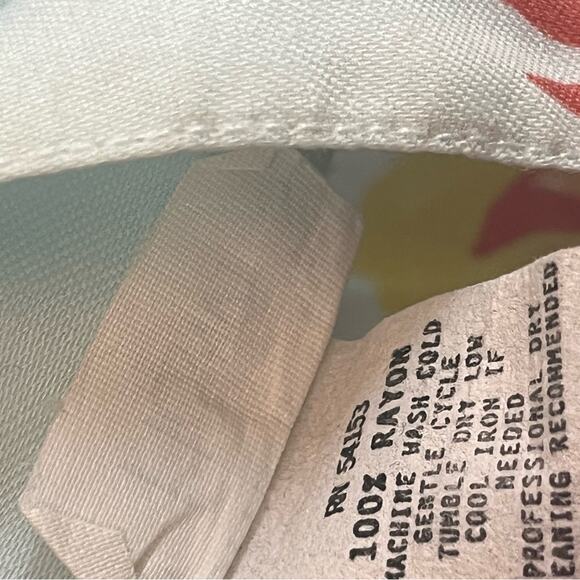 RN 54153
100% RAYON
MACHINE WASH COLD
GENTLE CYCLE
TUMBLE DRY LOW
COOL IRON IF
NEEDED
PROFESSIONAL DRY
EANING RECOMMENDED